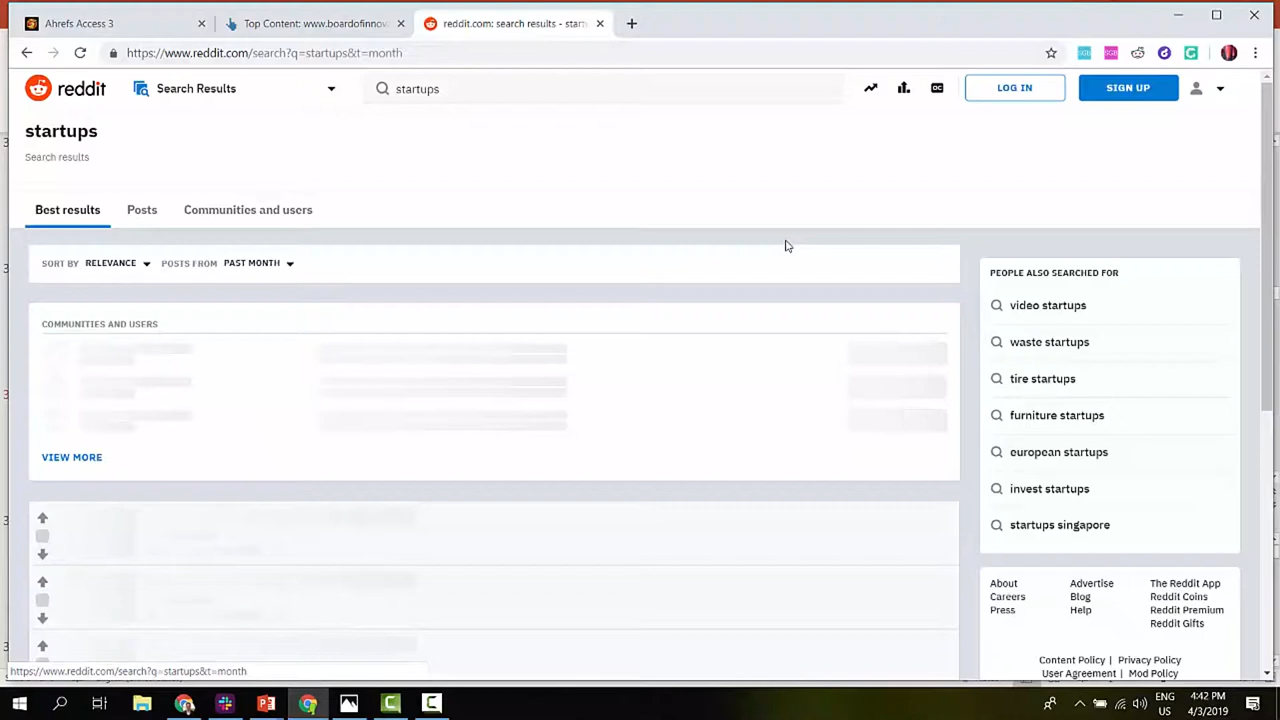 Ahrefs Access 3
Top Content: www.boardofinnov
reddit.com: search results - start
https://www.reddit.com/search?q=startups&t=month
reddit
Search Results
startups
LOG IN
SIGN UP
startups
Search results
Best results
Posts
Communities and users
SORT BY RELEVANCE POSTS FROM PAST MONTH
PEOPLE ALSO SEARCHED FOR
video startups
waste startups
tire startups
furniture startups
european startups
invest startups
startups singapore
COMMUNITIES AND USERS
VIEW MORE
About Advertise The Reddit App
Careers Blog Reddit Coins
Press Help Reddit Premium
Reddit Gifts
Content Policy | Privacy Policy
User Agreement | Mod Policy
https://www.reddit.com/search?q=startups&t=month
ENG
US
4:42 PM
4/3/2019